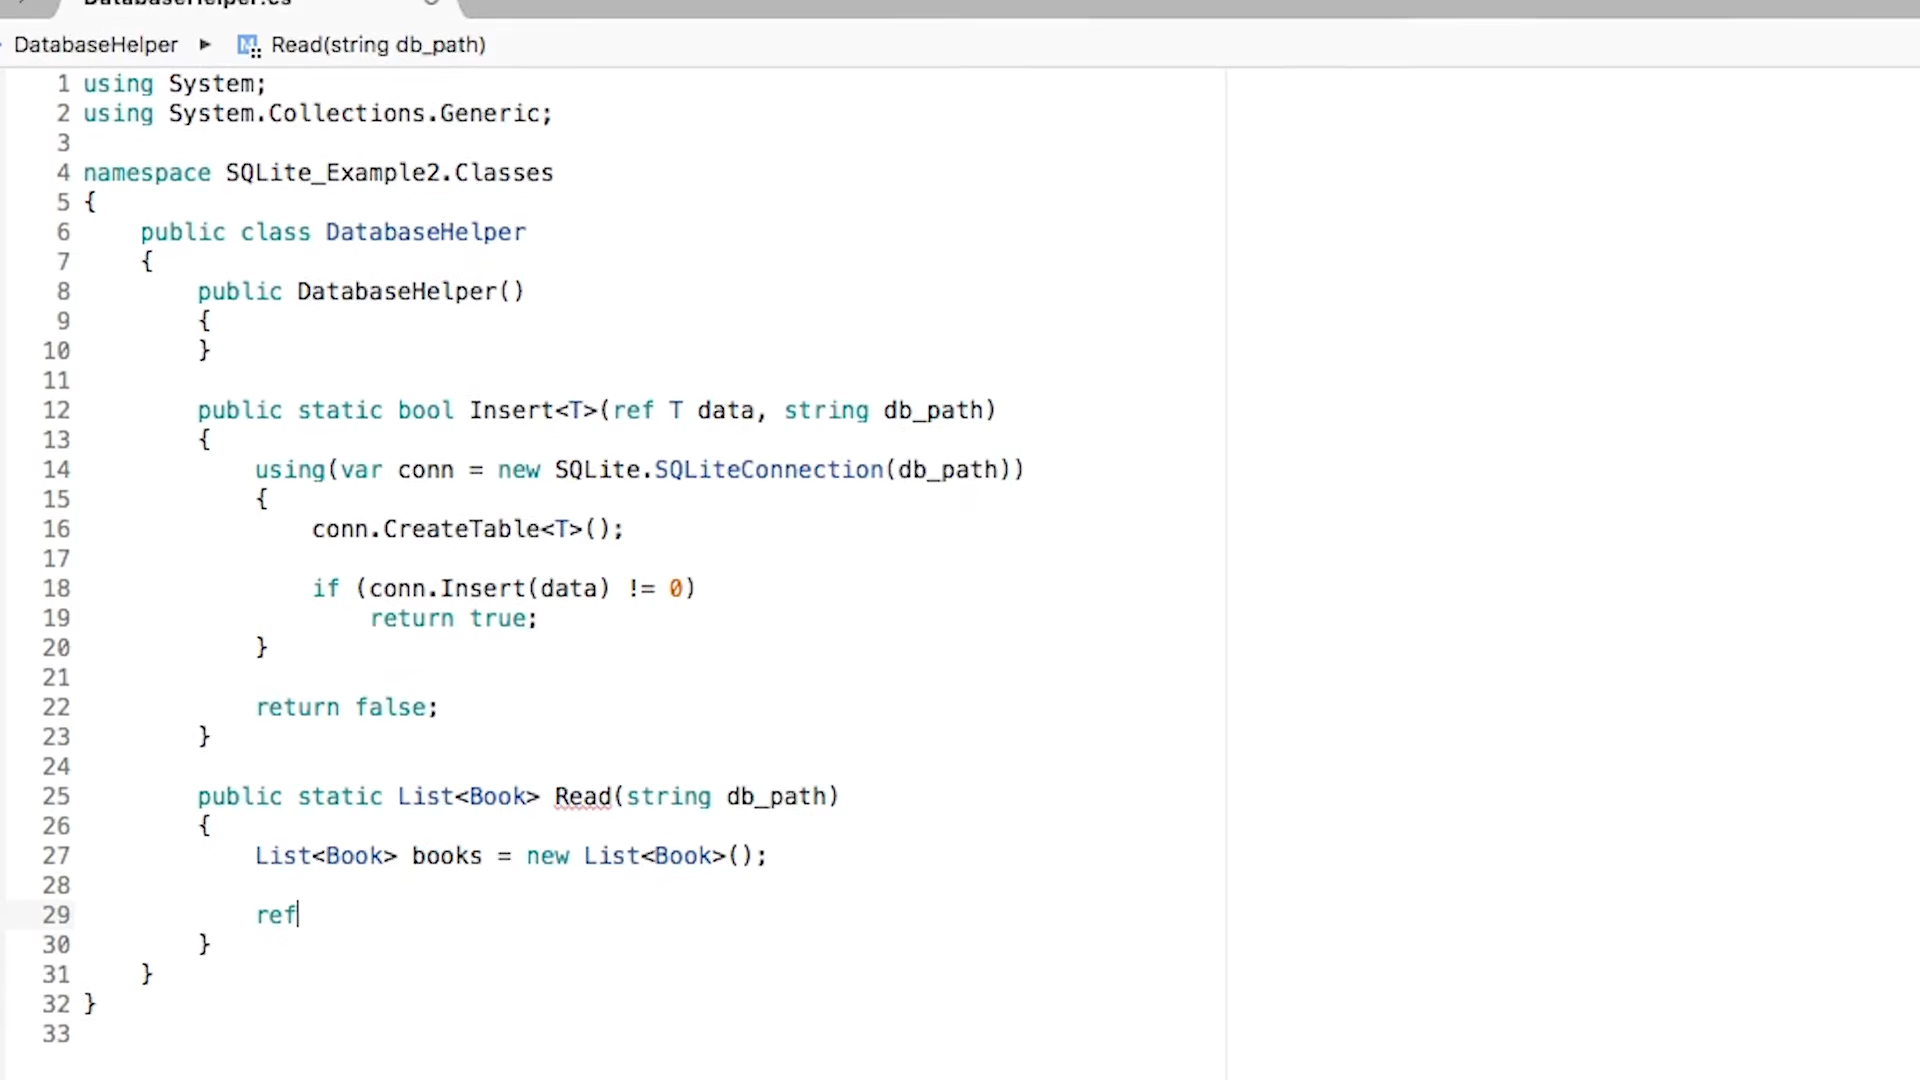 DatabaseHelper.cs
DatabaseHelper ▶ M Read(string db_path)
1 using System;
2 using System.Collections.Generic;
3
4 namespace SQLite_Example2.Classes
5 {
6     public class DatabaseHelper
7     {
8         public DatabaseHelper()
9         {
10         }
11
12         public static bool Insert<T>(ref T data, string db_path)
13         {
14             using(var conn = new SQLite.SQLiteConnection(db_path))
15             {
16                 conn.CreateTable<T>();
17
18                 if (conn.Insert(data) != 0)
19                     return true;
20             }
21
22             return false;
23         }
24
25         public static List<Book> Read(string db_path)
26         {
27             List<Book> books = new List<Book>();
28
29             ref
30         }
31     }
32 }
33